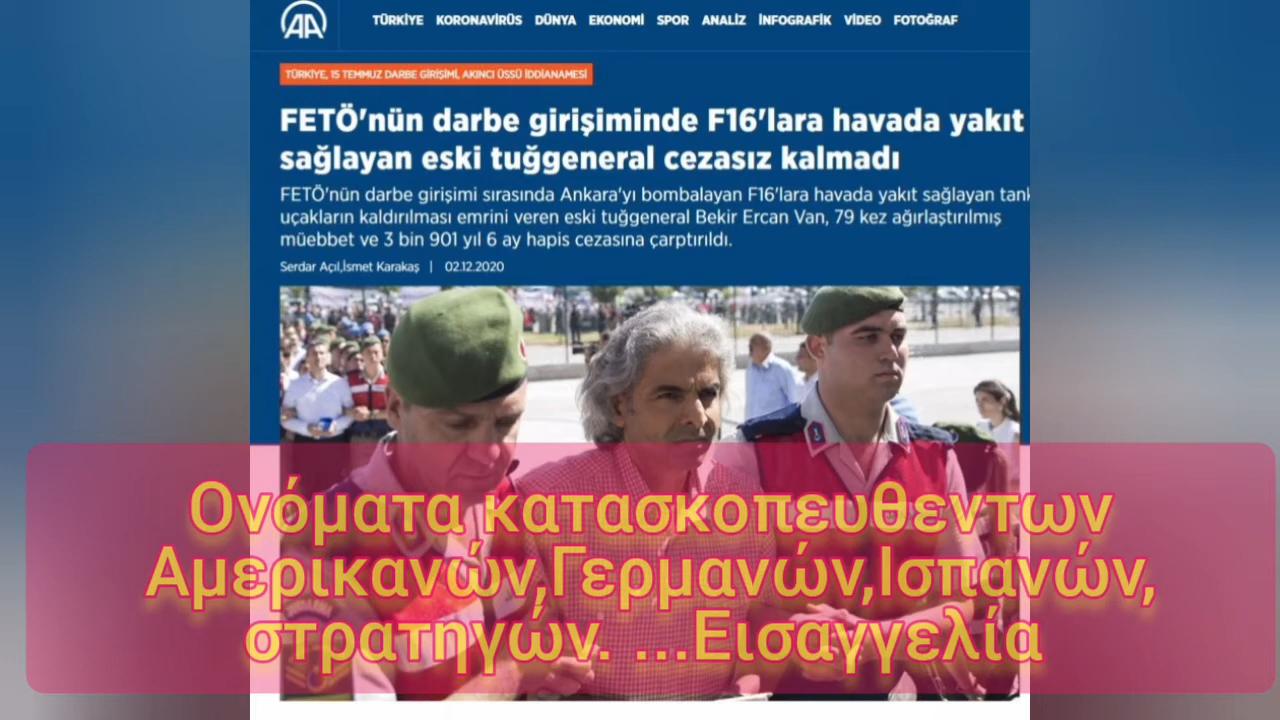 AA
TÜRKİYE KORONAVİRÜS DÜNYA EKONOMİ SPOR ANALİZ İNFOGRAFİK VİDEO FOTOĞRAF
TÜRKİYE, 15 TEMMUZ DARBE GİRİŞİMİ, AKINCI ÜSSÜ İDDİANAMESİ
FETÖ'nün darbe girişiminde F16'lara havada yakıt
sağlayan eski tuğgeneral cezasız kalmadı
FETÖ'nün darbe girişimi sırasında Ankara'yı bombalayan F16'lara havada yakıt sağlayan tank
uçakların kaldırılması emrini veren eski tuğgeneral Bekir Ercan Van, 79 kez ağırlaştırılmış
müebbet ve 3 bin 901 yıl 6 ay hapis cezasına çarptırıldı.
Serdar Açıl,İsmet Karakaş | 02.12.2020
Ονόματα κατασκοπευθεντων
Αμερικανών,Γερμανών,Ισπανών,
στρατηγών. ...Εισαγγελία